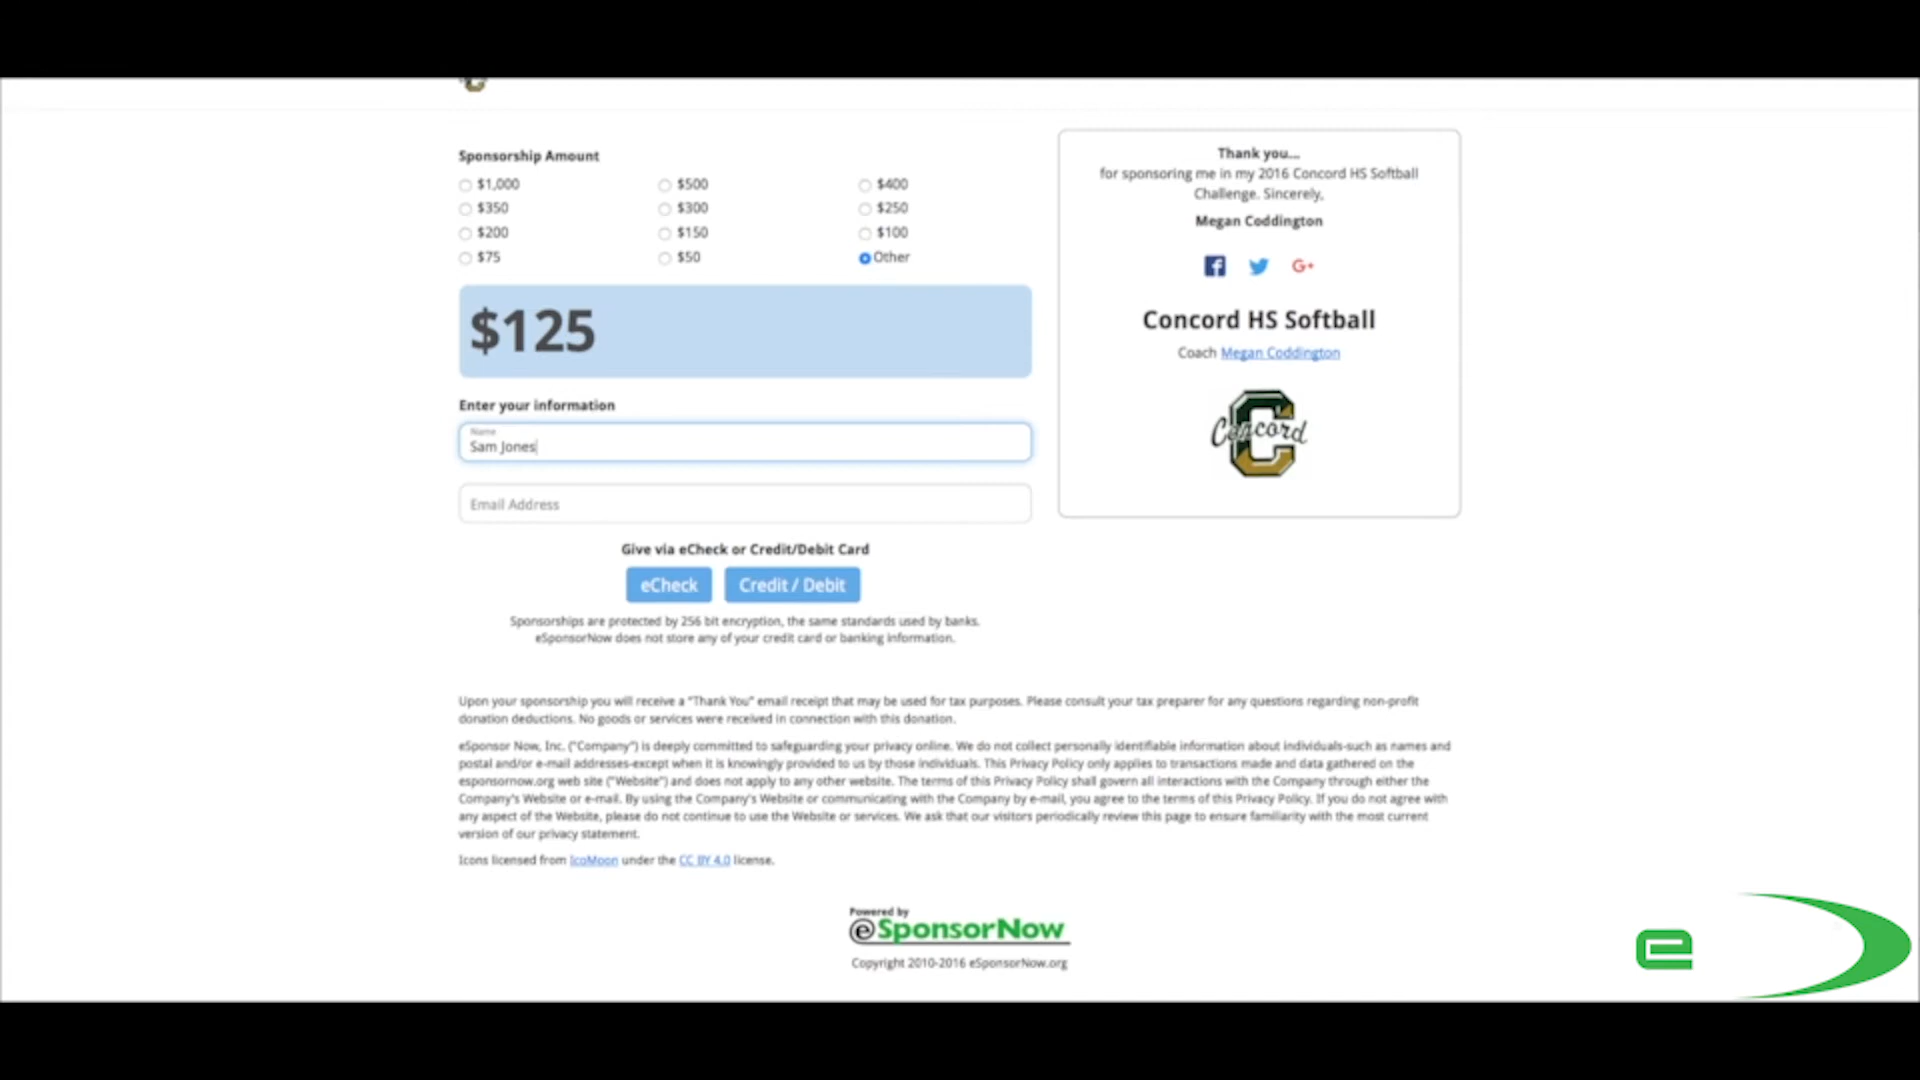 Sponsorship Amount
$1,000 $500 $400
$350 $300 $250
$200 $150 $100
$75 $50 Other
$125
Enter your information
Name
Sam Jones
Email Address
Give via eCheck or Credit/Debit Card
eCheck Credit / Debit
Sponsorships are protected by 256 bit encryption, the same standards used by banks.
eSponsorNow does not store any of your credit card or banking information.
Thank you...
for sponsoring me in my 2016 Concord HS Softball
Challenge. Sincerely,
Megan Coddington
G+
Concord HS Softball
Coach Megan Coddington
C
Concord
Upon your sponsorship you will receive a "Thank You" email receipt that may be used for tax purposes. Please consult your tax preparer for any questions regarding non-profit
donation deductions. No goods or services were received in connection with this donation.
eSponsor Now, Inc. ("Company") is deeply committed to safeguarding your privacy online. We do not collect personally identifiable information about individuals-such as names and
postal and/or e-mail addresses-except when it is knowingly provided to us by those individuals. This Privacy Policy only applies to transactions made and data gathered on the
esponsornow.org web site ("Website") and does not apply to any other website. The terms of this Privacy Policy shall govern all interactions with the Company through either the
Company's Website or e-mail. By using the Company's Website or communicating with the Company by e-mail, you agree to the terms of this Privacy Policy. If you do not agree with
any aspect of the Website, please do not continue to use the Website or services. We ask that our visitors periodically review this page to ensure familiarity with the most current
version of our privacy statement.
Icons licensed from IcoMoon under the CC BY 4.0 license.
Powered by
eSponsorNow
Copyright 2010-2016 eSponsorNow.org
e